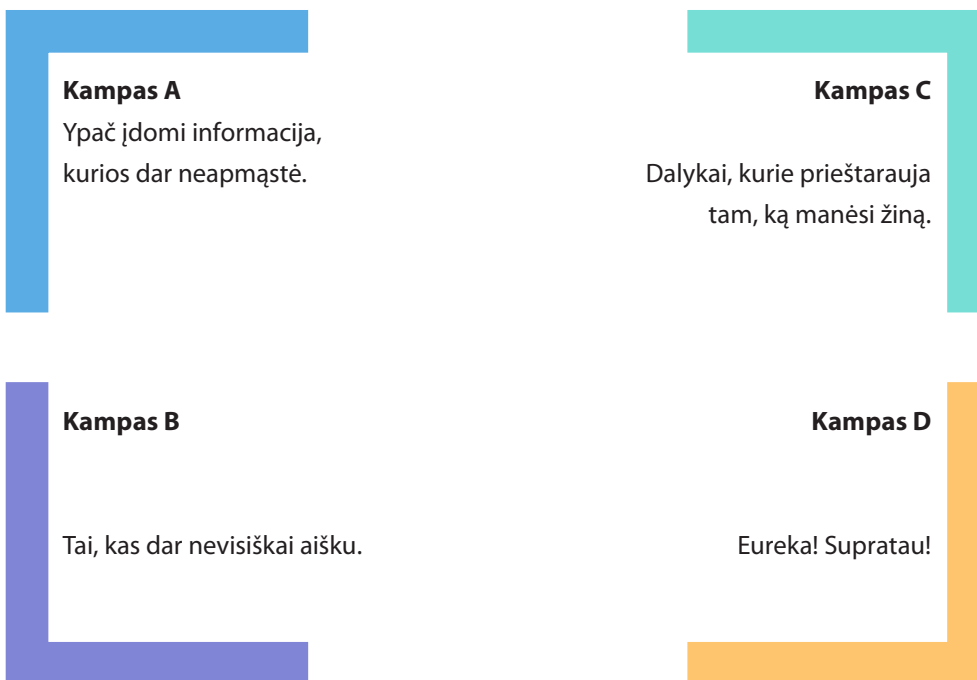 Kampas A
Ypač įdomi informacija,
kurios dar neapmąstė.
Kampas C
Dalykai, kurie prieštarauja
tam, ką manėsi žiną.
Kampas B
Tai, kas dar nevisiškai aišku.
Kampas D
Eureka! Supratau!